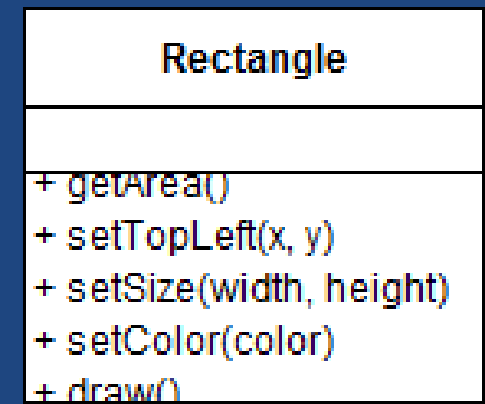 Rectangle
+ getArea()
+ setTopLeft(x, y)
+ setSize(width, height)
+ setColor(color)
+ draw()